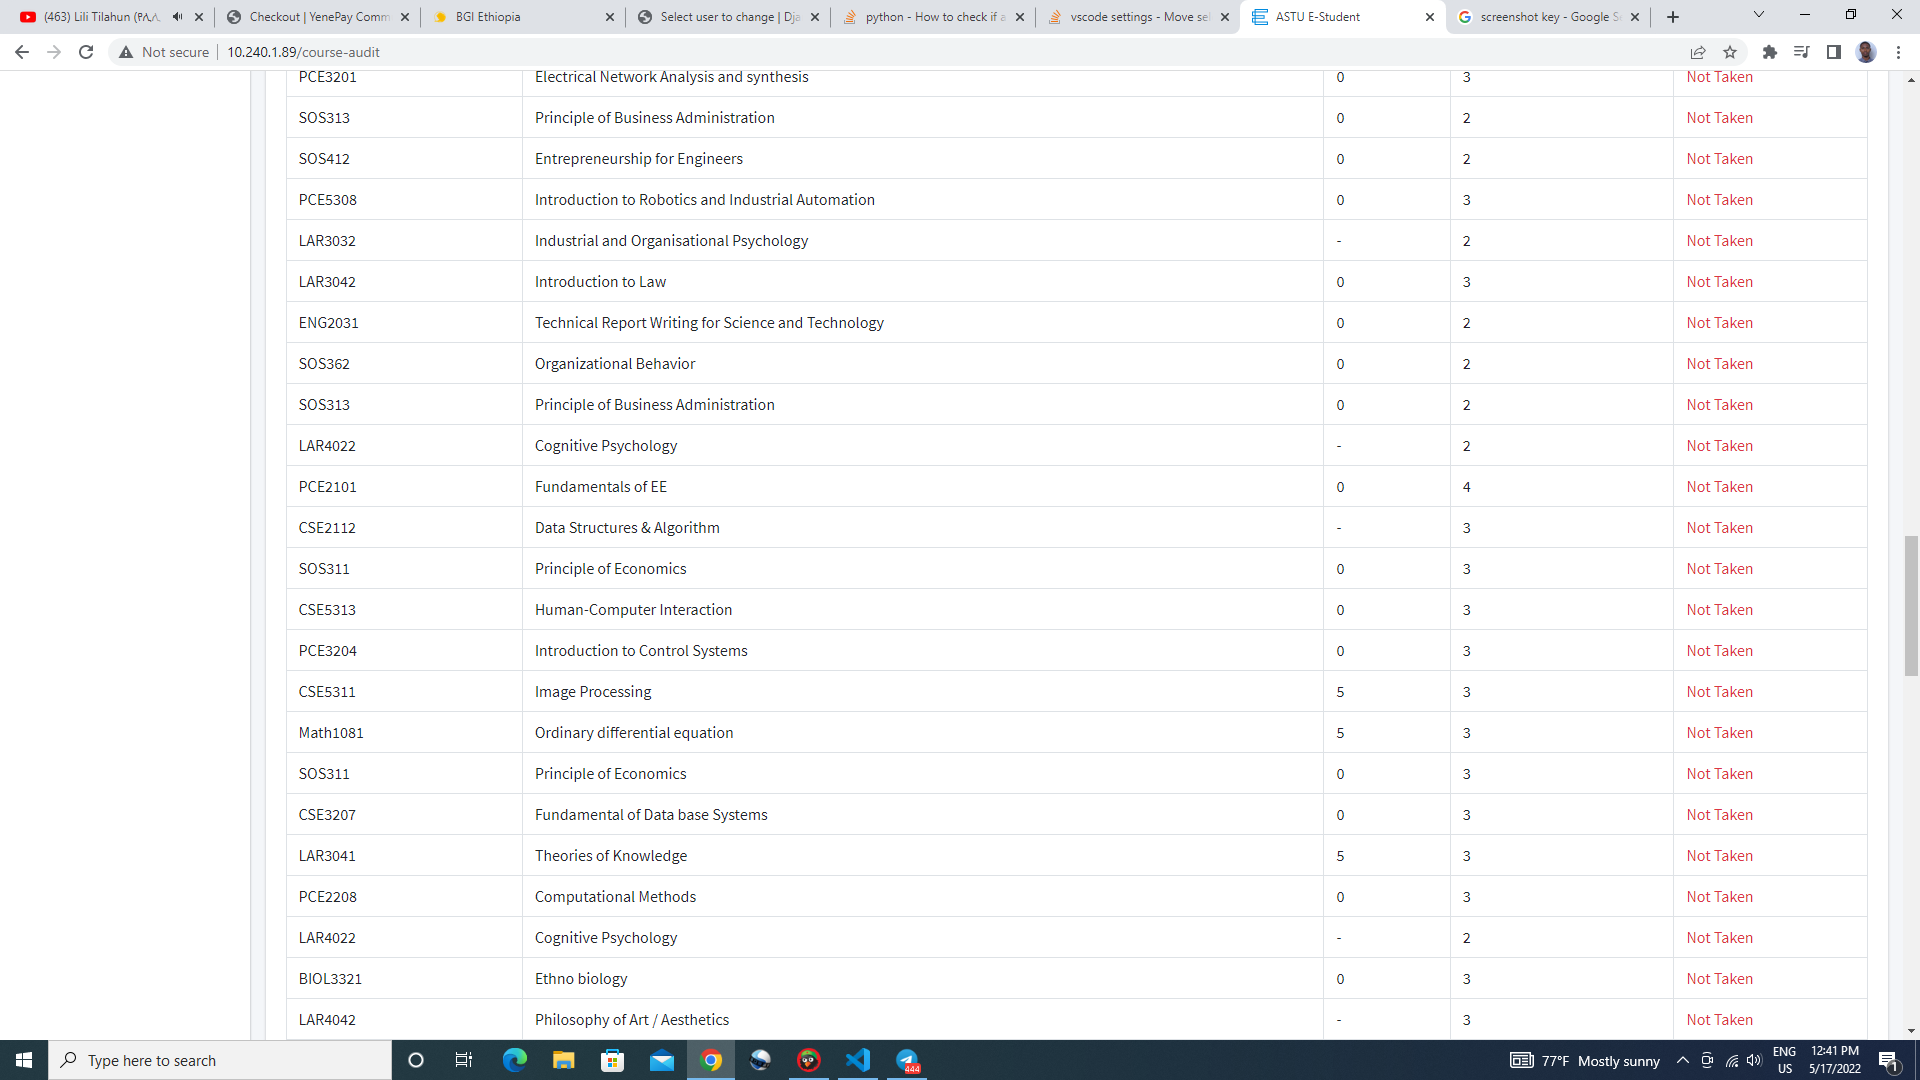 (463) Lili Tilahun (የሊሊ
Checkout | YenePay Comm
BGI Ethiopia
Select user to change | Dja
python - How to check if a
vscode settings - Move sel
ASTU E-Student
screenshot key - Google Se
Not secure
10.240.1.89/course-audit
PCE3201 Electrical Network Analysis and synthesis 0 3 Not Taken
SOS313 Principle of Business Administration 0 2 Not Taken
SOS412 Entrepreneurship for Engineers 0 2 Not Taken
PCE5308 Introduction to Robotics and Industrial Automation 0 3 Not Taken
LAR3032 Industrial and Organisational Psychology - 2 Not Taken
LAR3042 Introduction to Law 0 3 Not Taken
ENG2031 Technical Report Writing for Science and Technology 0 2 Not Taken
SOS362 Organizational Behavior 0 2 Not Taken
SOS313 Principle of Business Administration 0 2 Not Taken
LAR4022 Cognitive Psychology - 2 Not Taken
PCE2101 Fundamentals of EE 0 4 Not Taken
CSE2112 Data Structures & Algorithm - 3 Not Taken
SOS311 Principle of Economics 0 3 Not Taken
CSE5313 Human-Computer Interaction 0 3 Not Taken
PCE3204 Introduction to Control Systems 0 3 Not Taken
CSE5311 Image Processing 5 3 Not Taken
Math1081 Ordinary differential equation 5 3 Not Taken
SOS311 Principle of Economics 0 3 Not Taken
CSE3207 Fundamental of Data base Systems 0 3 Not Taken
LAR3041 Theories of Knowledge 5 3 Not Taken
PCE2208 Computational Methods 0 3 Not Taken
LAR4022 Cognitive Psychology - 2 Not Taken
BIOL3321 Ethno biology 0 3 Not Taken
LAR4042 Philosophy of Art / Aesthetics - 3 Not Taken
Type here to search
444
77°F Mostly sunny
ENG
US
12:41 PM
5/17/2022
1